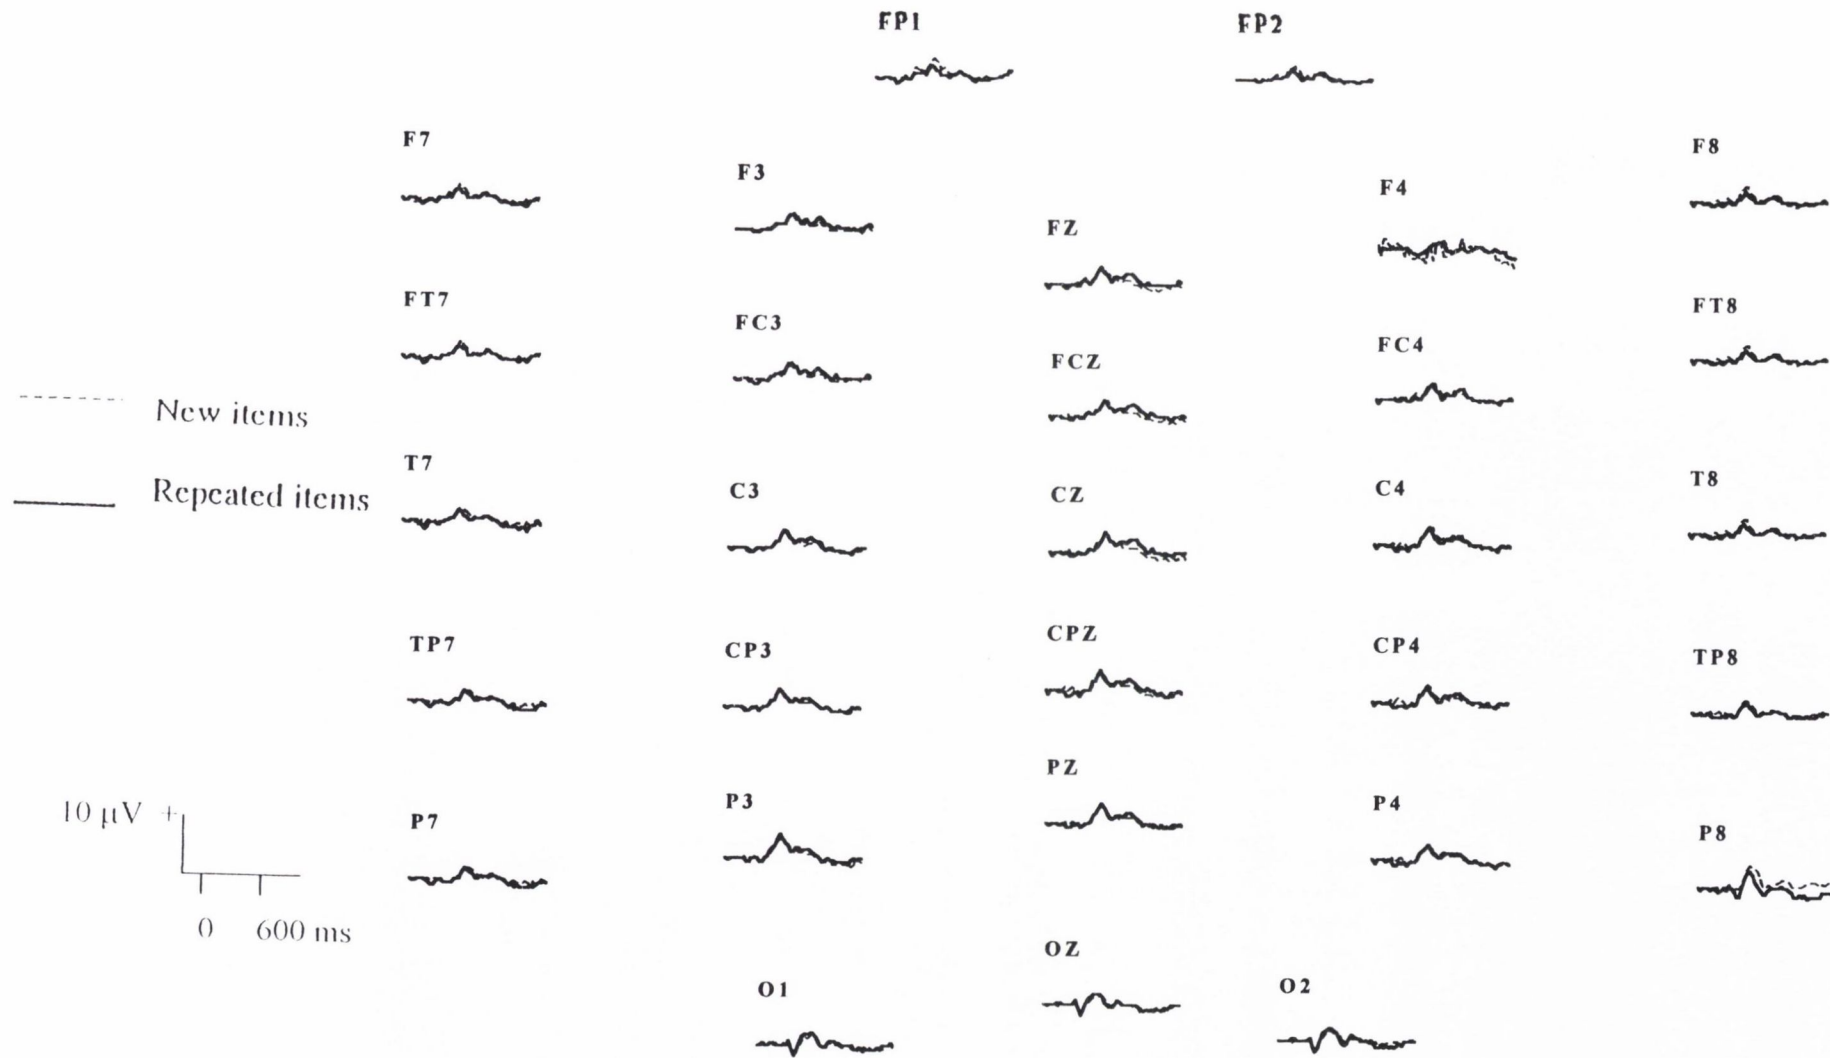 FP1 FP2
F7 F3 FZ F4 F8
FT7 FC3 FCZ FC4 FT8
New items
Repeated items
T7 C3 CZ C4 T8
TP7 CP3 CPZ CP4 TP8
10 µV +
0 600 ms
P7 P3 PZ P4 P8
O1 OZ O2